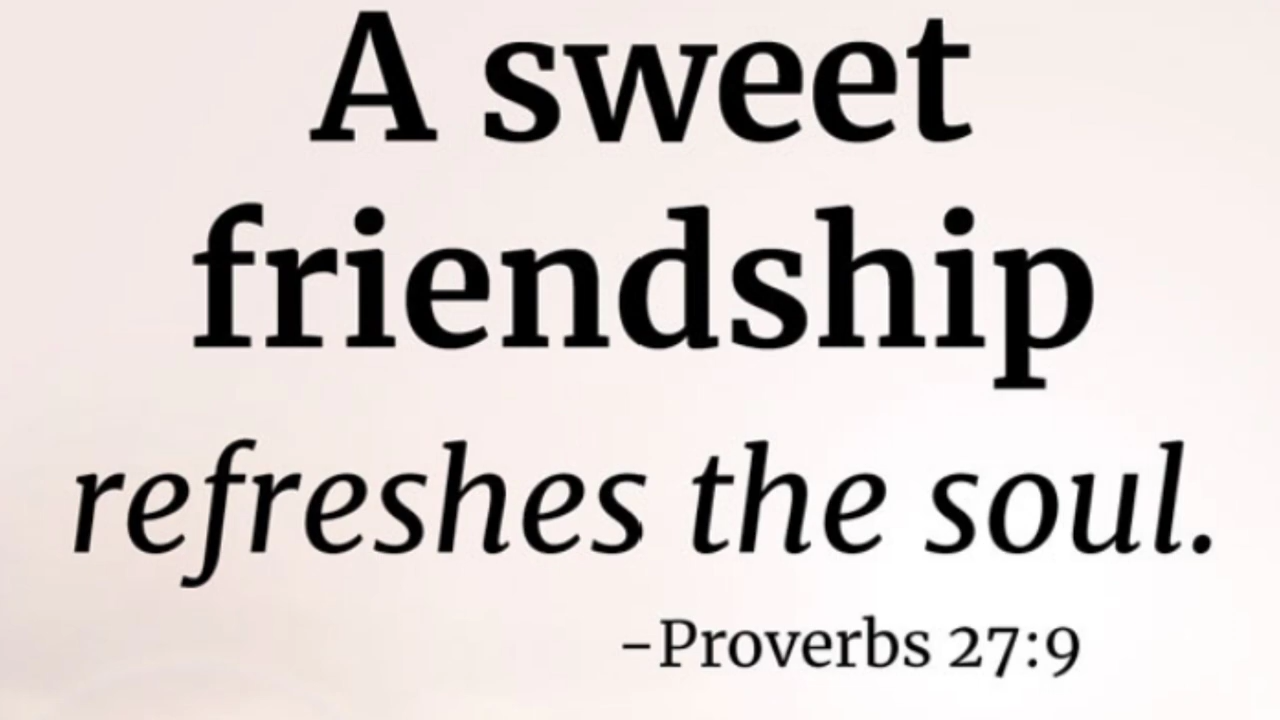 A sweet
friendship
refreshes the soul.
–Proverbs 27:9